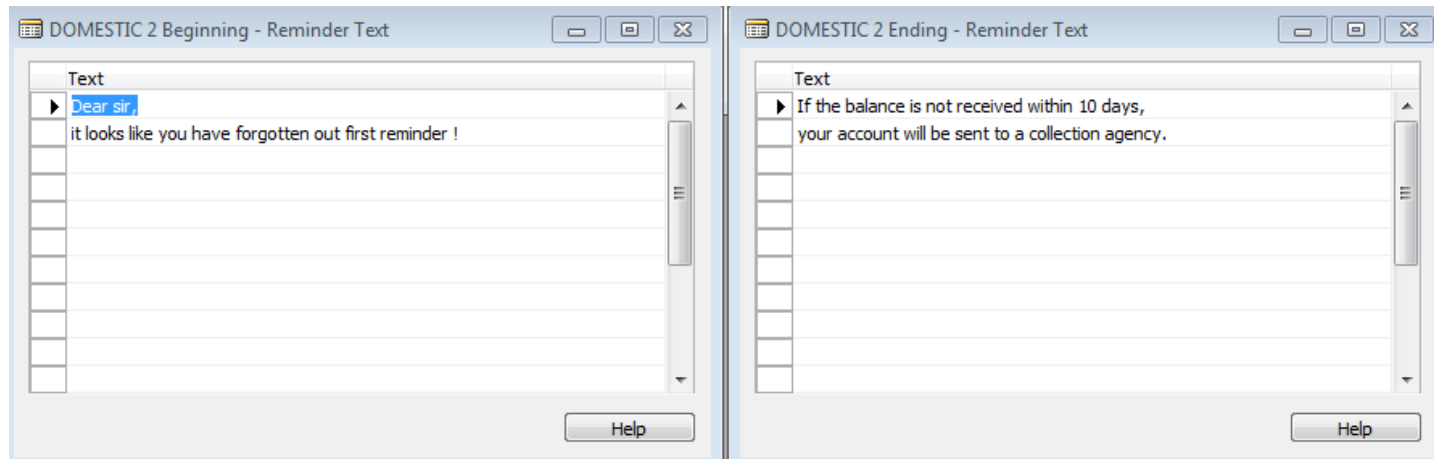 DOMESTIC 2 Beginning - Reminder Text
Text
Dear sir,
it looks like you have forgotten out first reminder !
Help
DOMESTIC 2 Ending - Reminder Text
Text
If the balance is not received within 10 days,
your account will be sent to a collection agency.
Help